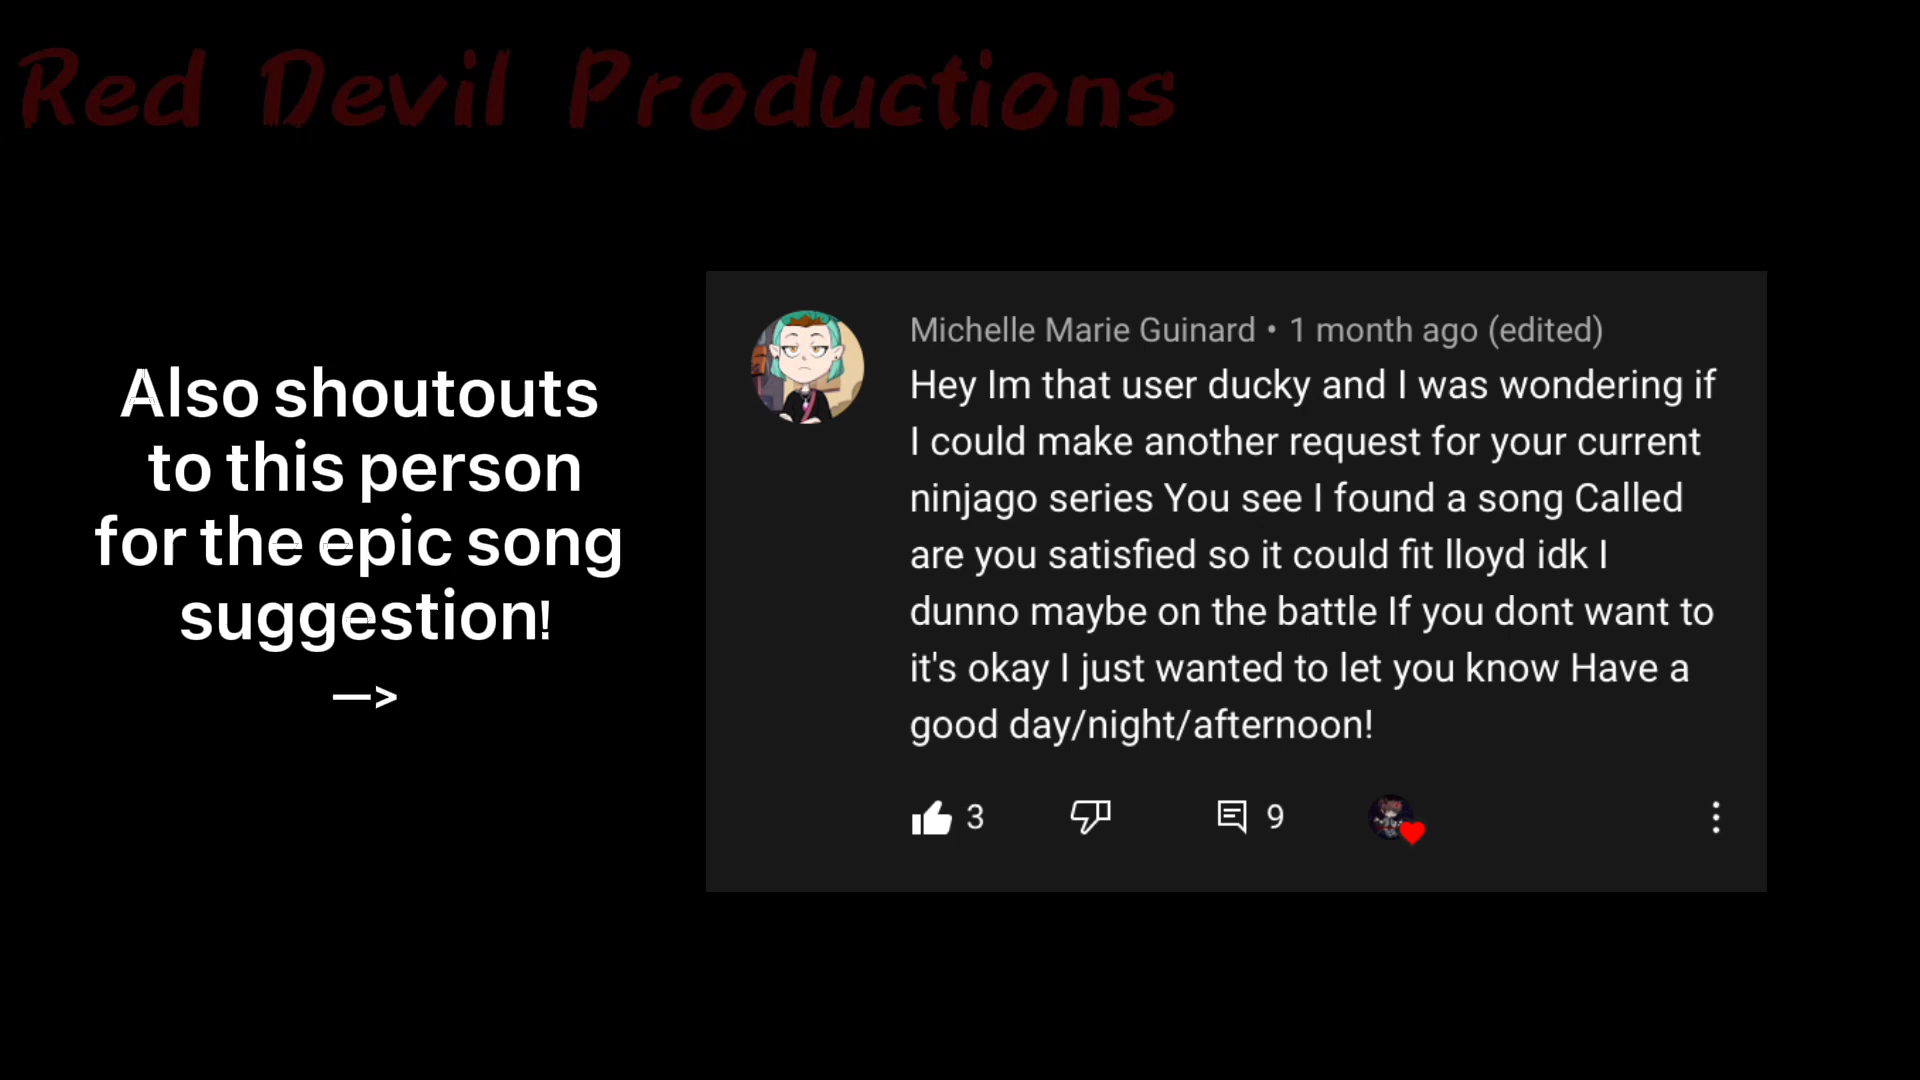 Red Devil Productions
Also shoutouts
to this person
for the epic song
suggestion!
—>
Michelle Marie Guinard • 1 month ago (edited)
Hey Im that user ducky and I was wondering if
I could make another request for your current
ninjago series You see I found a song Called
are you satisfied so it could fit lloyd idk I
dunno maybe on the battle If you dont want to
it's okay I just wanted to let you know Have a
good day/night/afternoon!
3
9